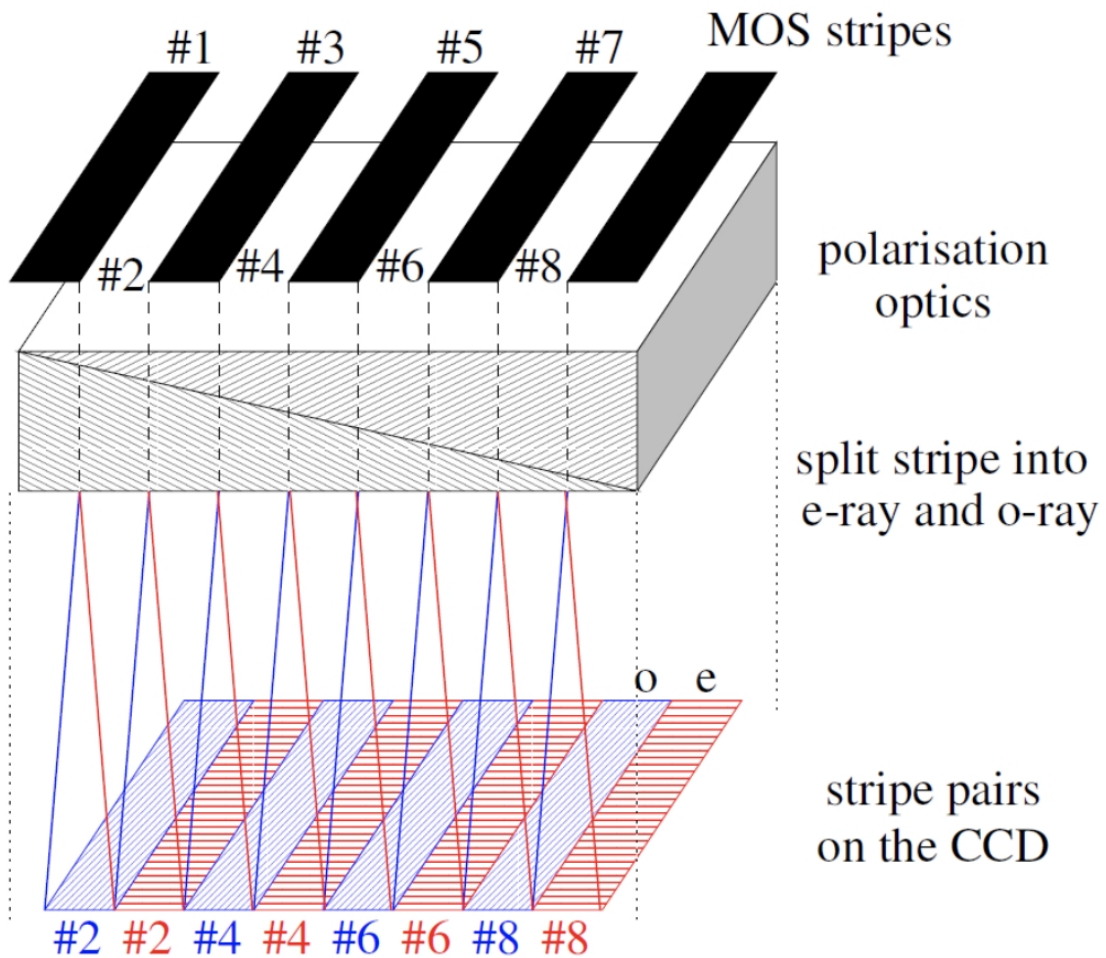 #1 #3 #5 #7 MOS stripes
#2 #4 #6 #8
polarisation
optics
split stripe into
e-ray and o-ray
o e
stripe pairs
on the CCD
#2 #2 #4 #4 #6 #6 #8 #8